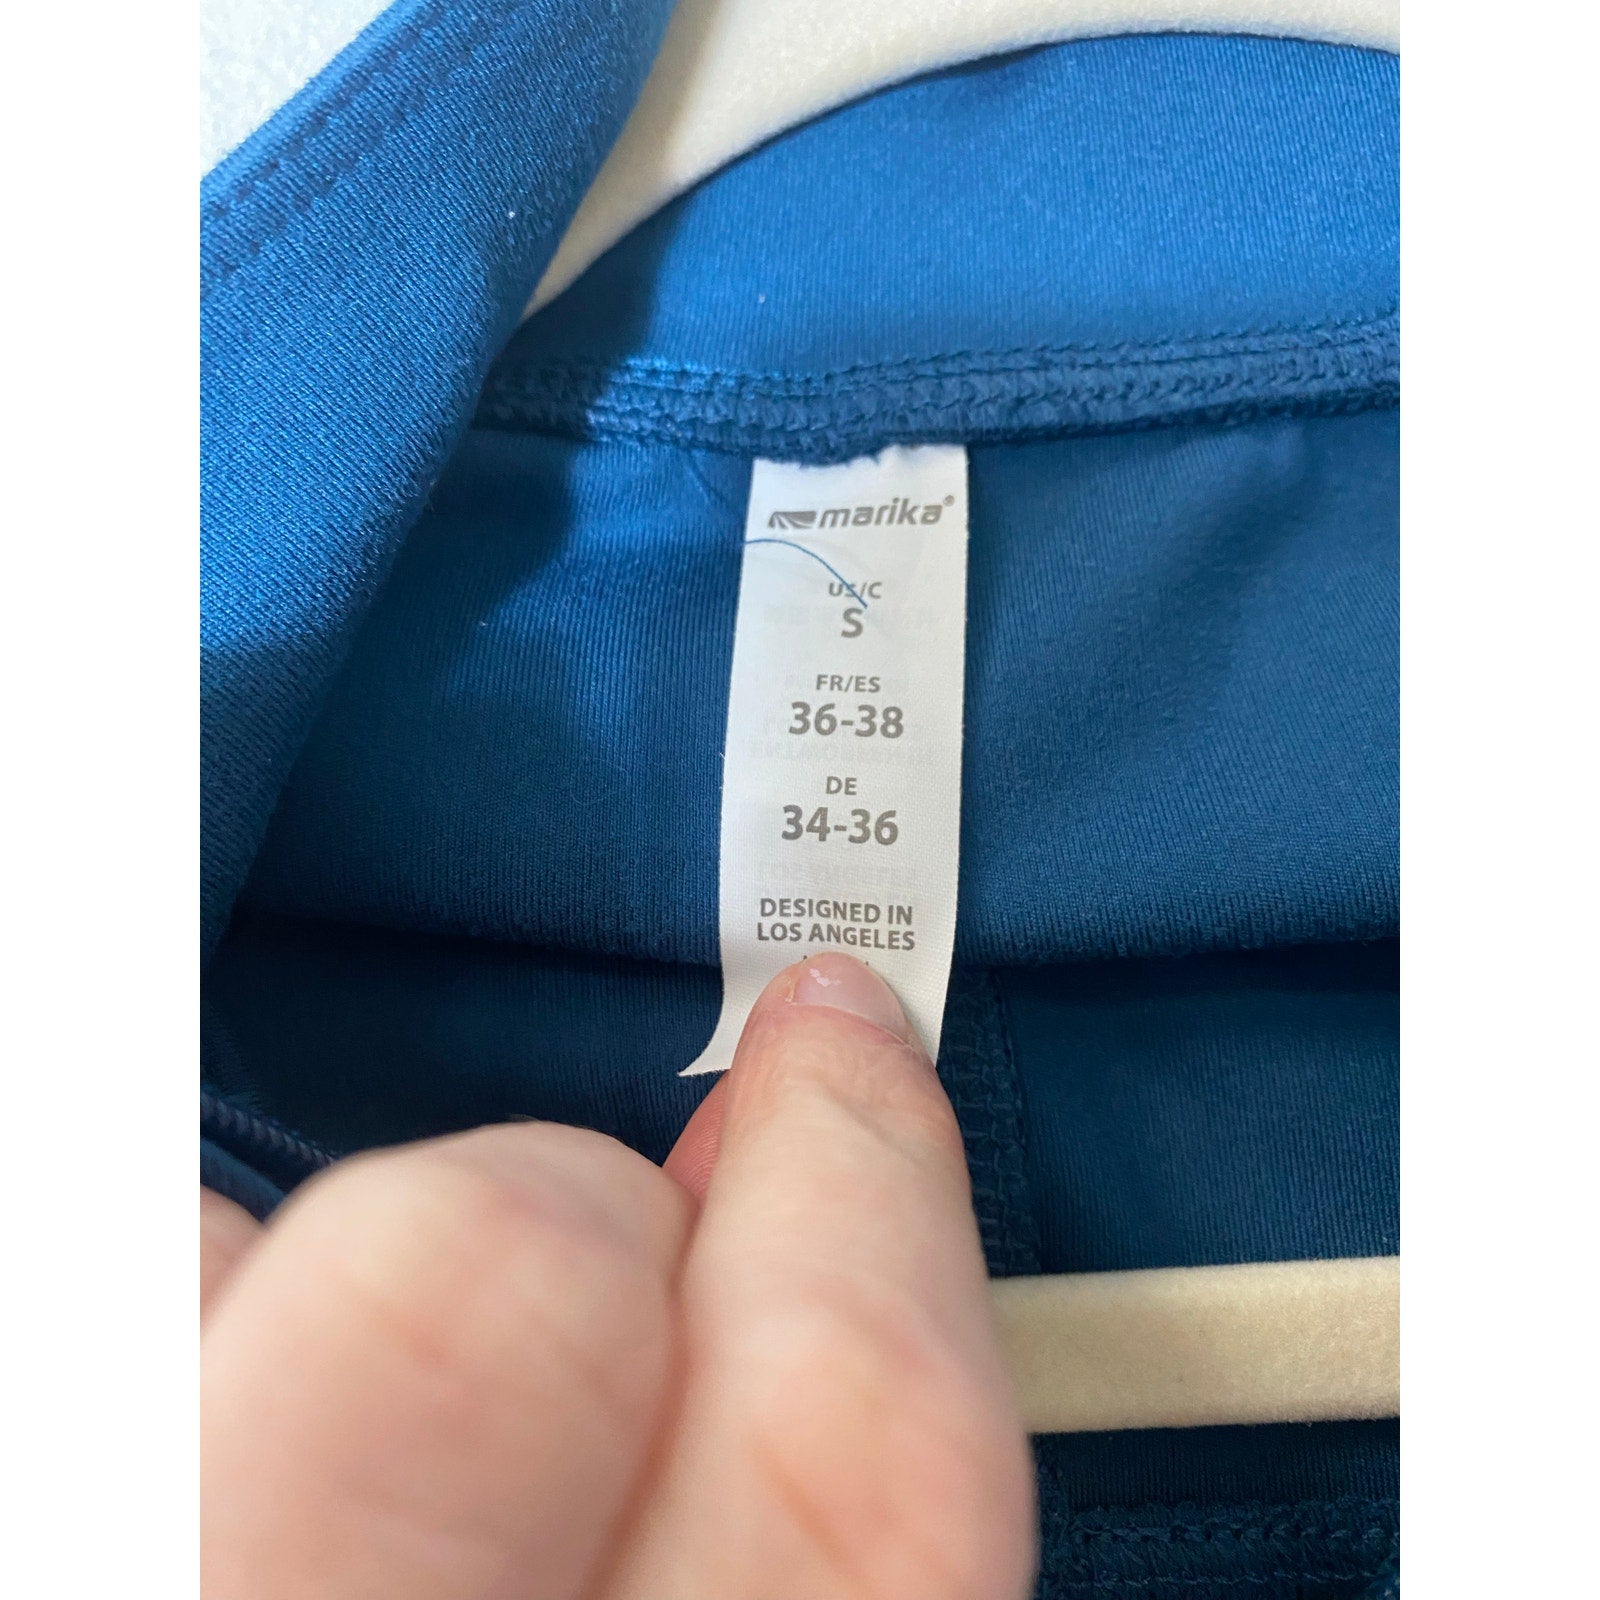 marika®
US/C
S
FR/ES
36-38
DE
34-36
DESIGNED IN
LOS ANGELES